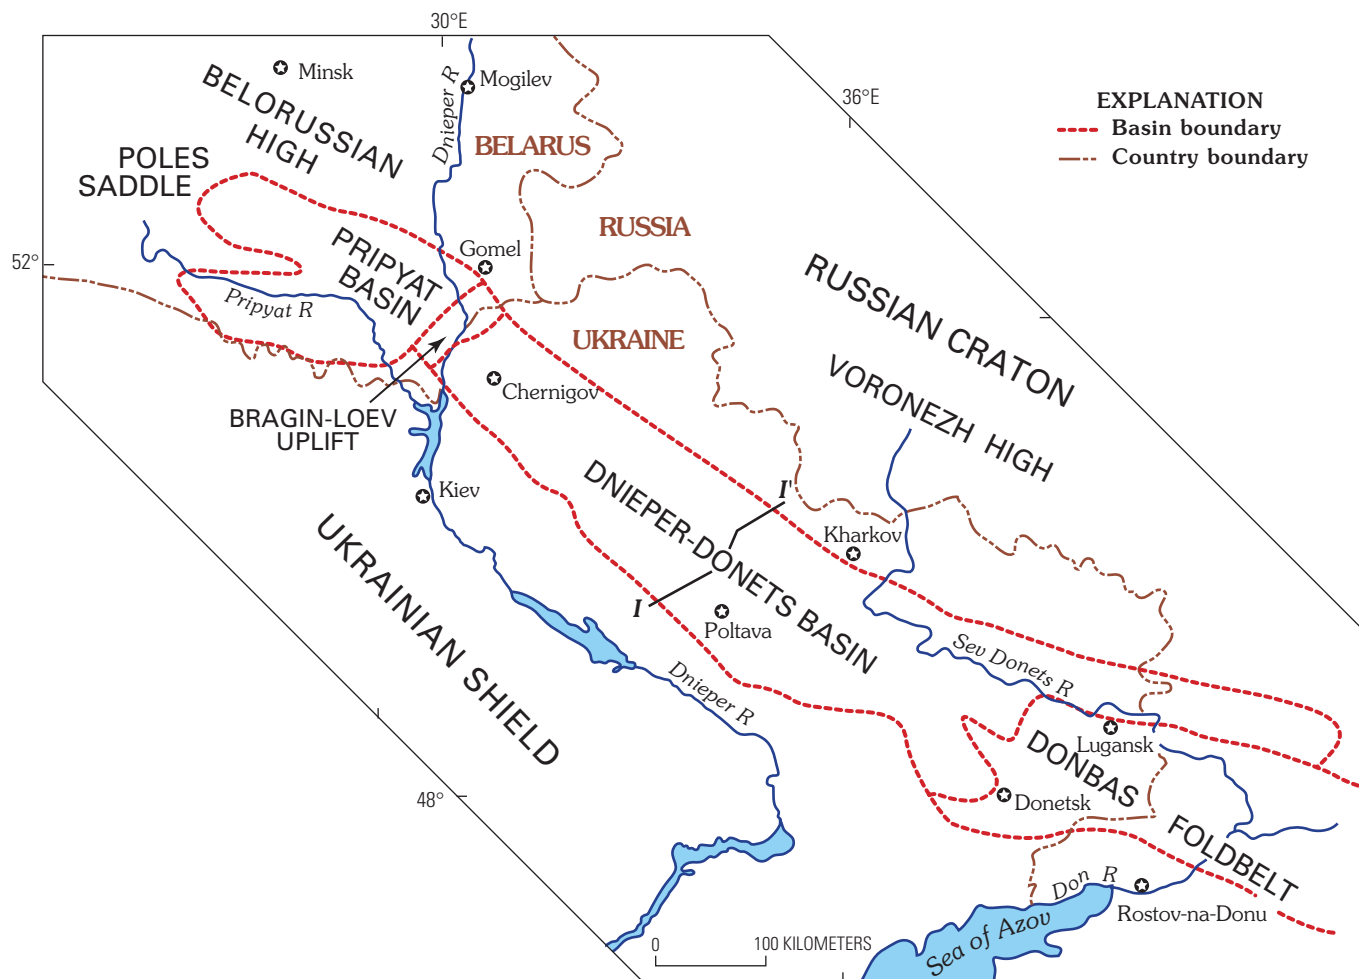 30°E
Minsk
Dnieper R
Mogilev
36°E
EXPLANATION
Basin boundary
Country boundary
BELORUSSIAN
HIGH
BELARUS
POLES
SADDLE
RUSSIA
52°
PRIPYAT
BASIN
Gomel
Pripyat R
RUSSIAN CRATON
UKRAINE
VORONEZH HIGH
Chernigov
BRAGIN-LOEV
UPLIFT
Kiev
DNIEPER-DONETS BASIN
I'
Kharkov
UKRAINIAN SHIELD
I
Poltava
Sev Donets R
Dnieper R
Lugansk
DONBAS
FOLDBELT
48°
Donetsk
Don R
Rostov-na-Donu
Sea of Azov
0
100 KILOMETERS